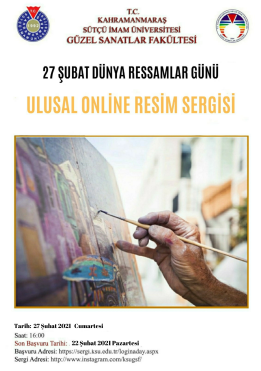 T.C.
KAHRAMANMARAŞ
SÜTÇÜ İMAM ÜNİVERSİTESİ
GÜZEL SANATLAR FAKÜLTESİ
27 ŞUBAT DÜNYA RESSAMLAR GÜNÜ
ULUSAL ONLİNE RESİM SERGİSİ
Tarih: 27 Şubat 2021 Cumartesi
Saat: 16:00
Son Başvuru Tarihi: 22 Şubat 2021 Pazartesi
Başvuru Adresi: https://sergi.ksu.edu.tr/loginaday.aspx
Sergi Adresi: http://www.instagram.com/ksugsf/